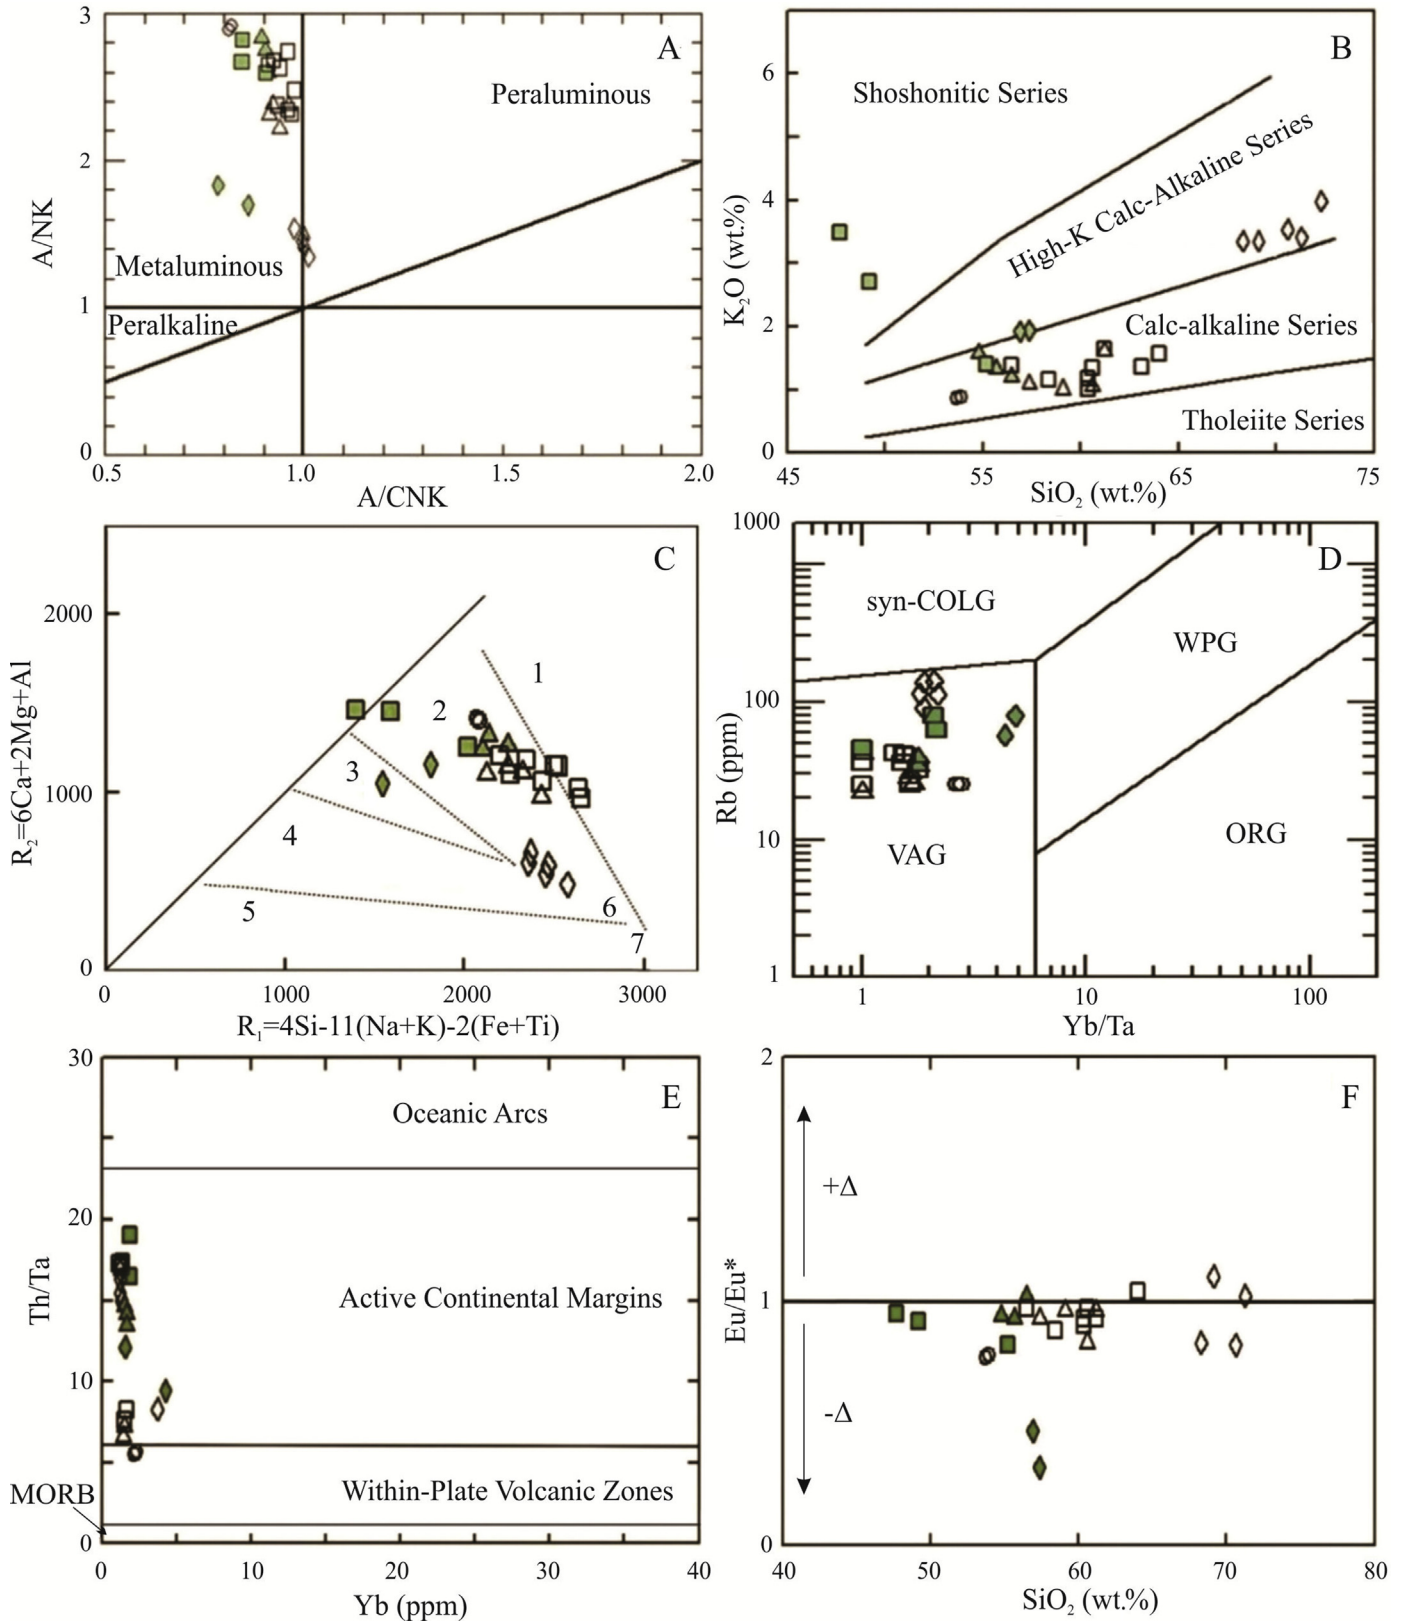 A
3
2
1
0
A/NK
Peraluminous
Metaluminous
Peralkaline
0.5
1.0
1.5
2.0
A/CNK
B
6
4
2
0
K₂O (wt.%)
Shoshonitic Series
High-K Calc-Alkaline Series
Calc-alkaline Series
Tholeiite Series
45
55
65
75
SiO₂ (wt.%)
C
2000
1000
0
R₂=6Ca+2Mg+Al
1
2
3
4
5
6
7
0
1000
2000
3000
R₁=4Si-11(Na+K)-2(Fe+Ti)
D
1000
100
10
1
Rb (ppm)
syn-COLG
WPG
VAG
ORG
1
10
100
Yb/Ta
E
30
20
10
0
Th/Ta
Oceanic Arcs
Active Continental Margins
Within-Plate Volcanic Zones
MORB
0
10
20
30
40
Yb (ppm)
F
2
1
0
Eu/Eu*
+Δ
-Δ
40
50
60
70
80
SiO₂ (wt.%)